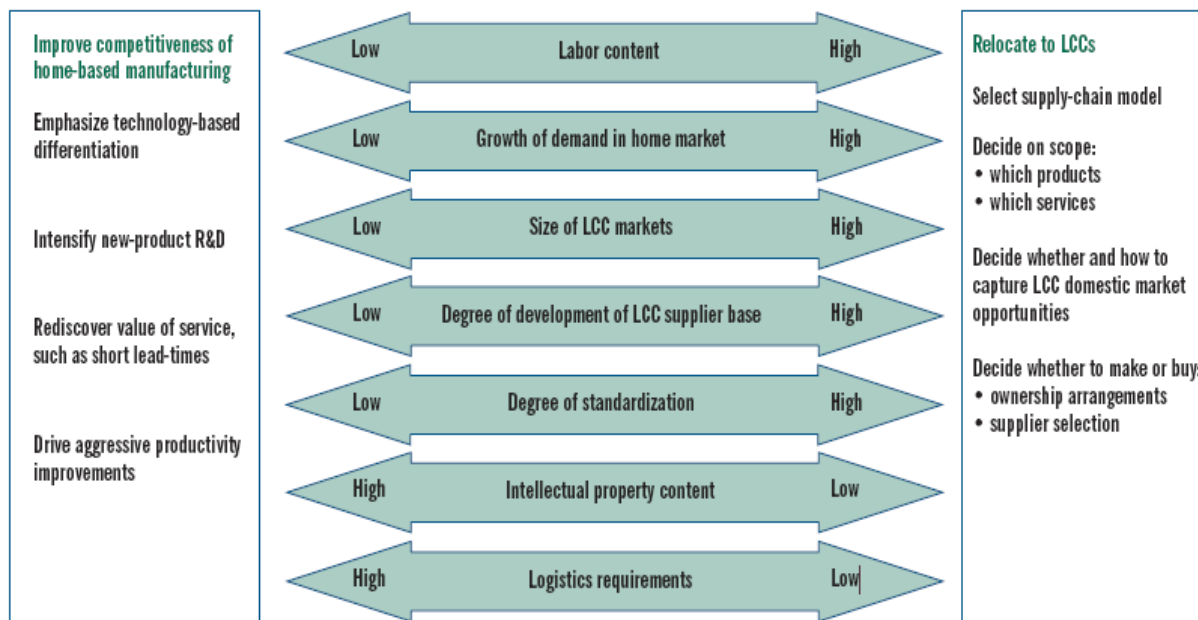 Improve competitiveness of
home-based manufacturing
Emphasize technology-based
differentiation
Intensify new-product R&D
Rediscover value of service,
such as short lead-times
Drive aggressive productivity
improvements
Low Labor content High
Low Growth of demand in home market High
Low Size of LCC markets High
Low Degree of development of LCC supplier base High
Low Degree of standardization High
High Intellectual property content Low
High Logistics requirements Low
Relocate to LCCs
Select supply-chain model
Decide on scope:
• which products
• which services
Decide whether and how to
capture LCC domestic market
opportunities
Decide whether to make or buy:
• ownership arrangements
• supplier selection